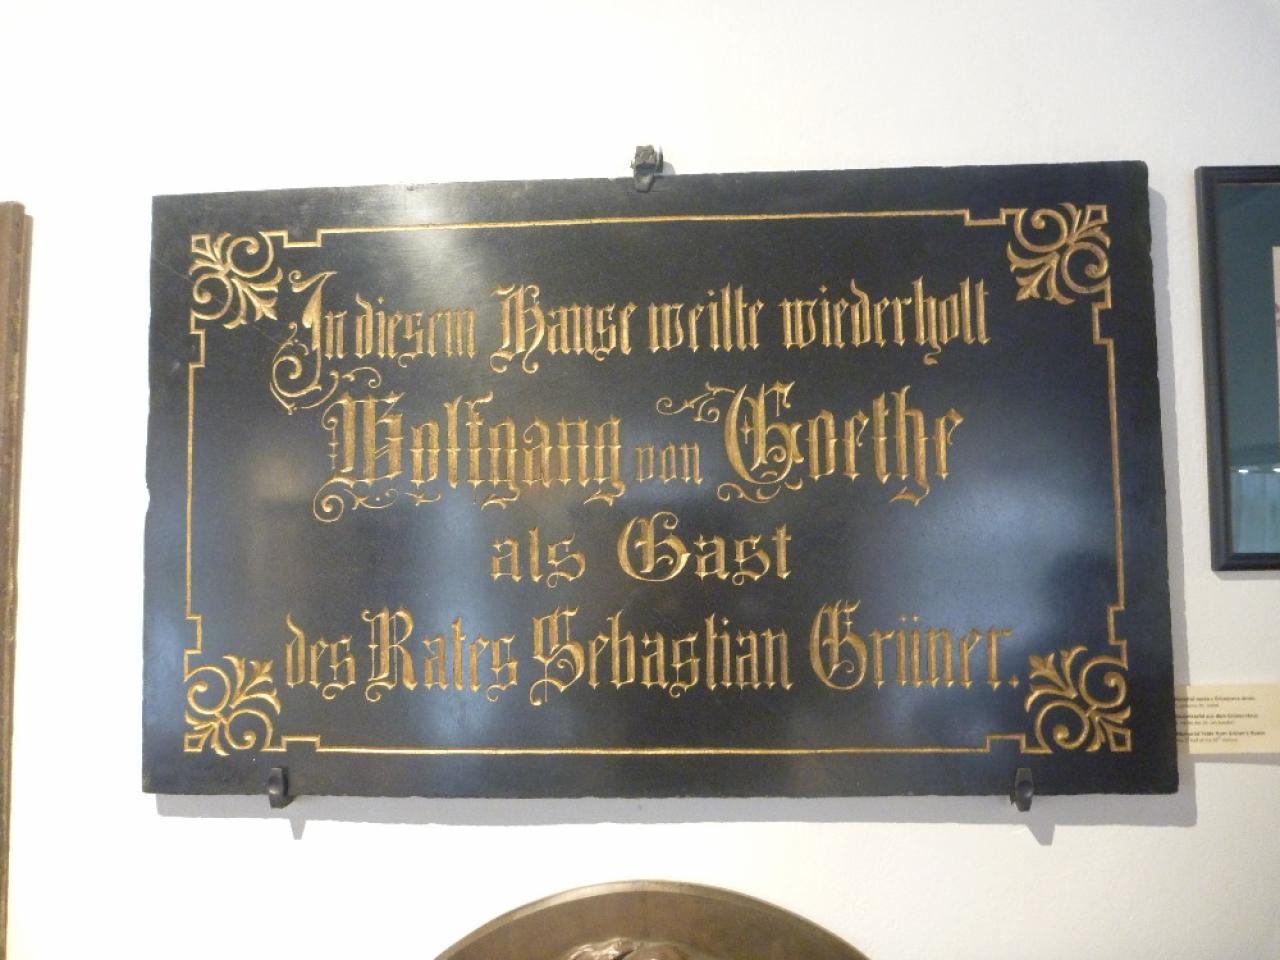 In diesem Hause weilte wiederholt
Wolfgang von Goethe
als Gast
des Rates Sebastian Grüner.